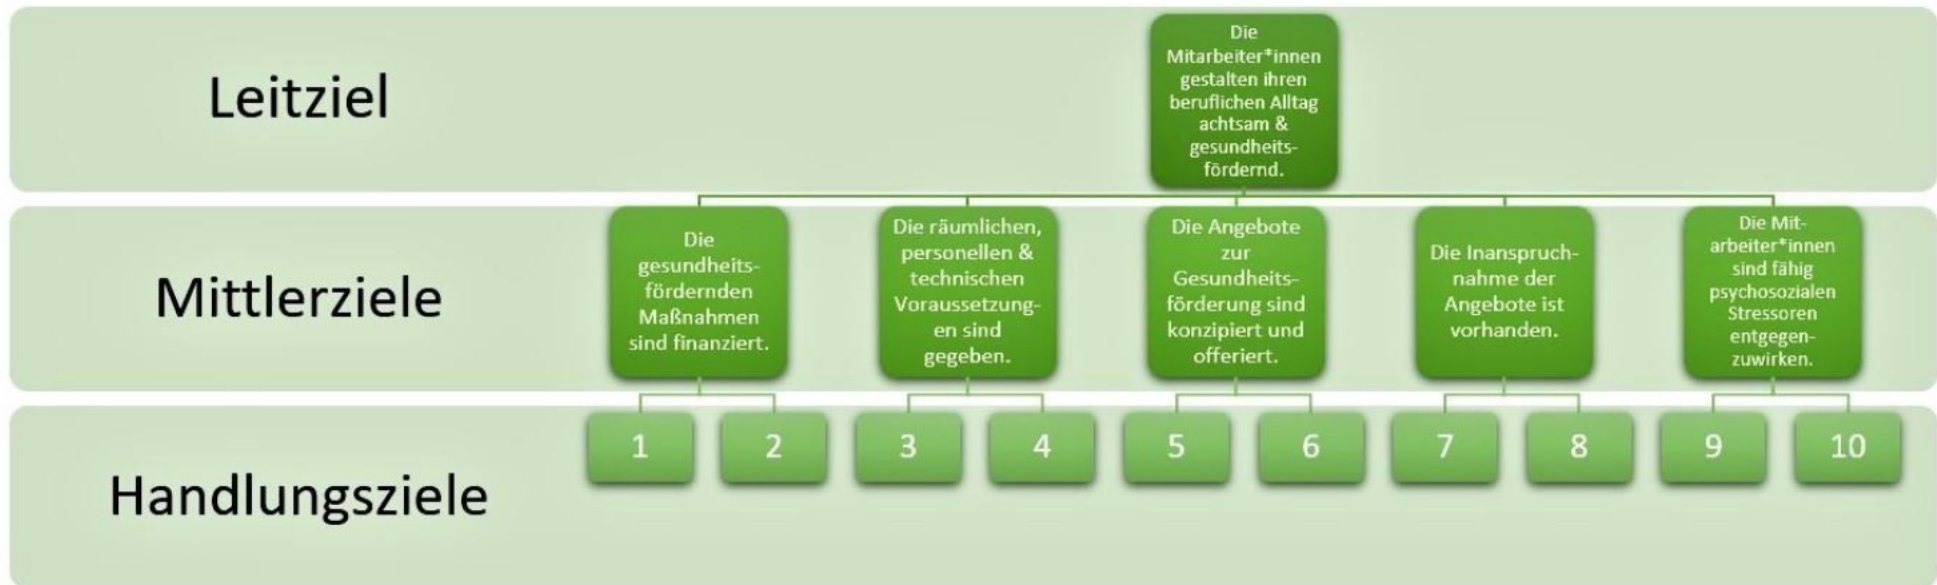 Leitziel
Die
Mitarbeiter*innen
gestalten ihren
beruflichen Alltag
achtsam &
gesundheits-
fördernd.
Mittlerziele
Die
gesundheits-
fördernden
Maßnahmen
sind finanziert.
Die räumlichen,
personellen &
technischen
Voraussetzung-
en sind
gegeben.
Die Angebote
zur
Gesundheits-
förderung sind
konzipiert und
offeriert.
Die Inanspruch-
nahme der
Angebote ist
vorhanden.
Die Mit-
arbeiter*innen
sind fähig
psychosozialen
Stressoren
entgegen-
zuwirken.
Handlungsziele
1
2
3
4
5
6
7
8
9
10